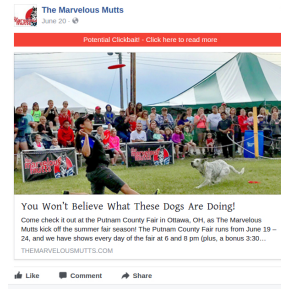 The Marvelous Mutts
June 20 ·
Potential Clickbait! - Click here to read more
You Won't Believe What These Dogs Are Doing!
Come check it out at the Putnam County Fair in Ottawa, OH, as The Marvelous
Mutts kick off the summer fair season! The Putnam County Fair runs from June 19 –
24, and we have shows every day of the fair at 6 and 8 pm (plus, a bonus 3:30...
THEMARVELOUSMUTTS.COM
Like Comment Share